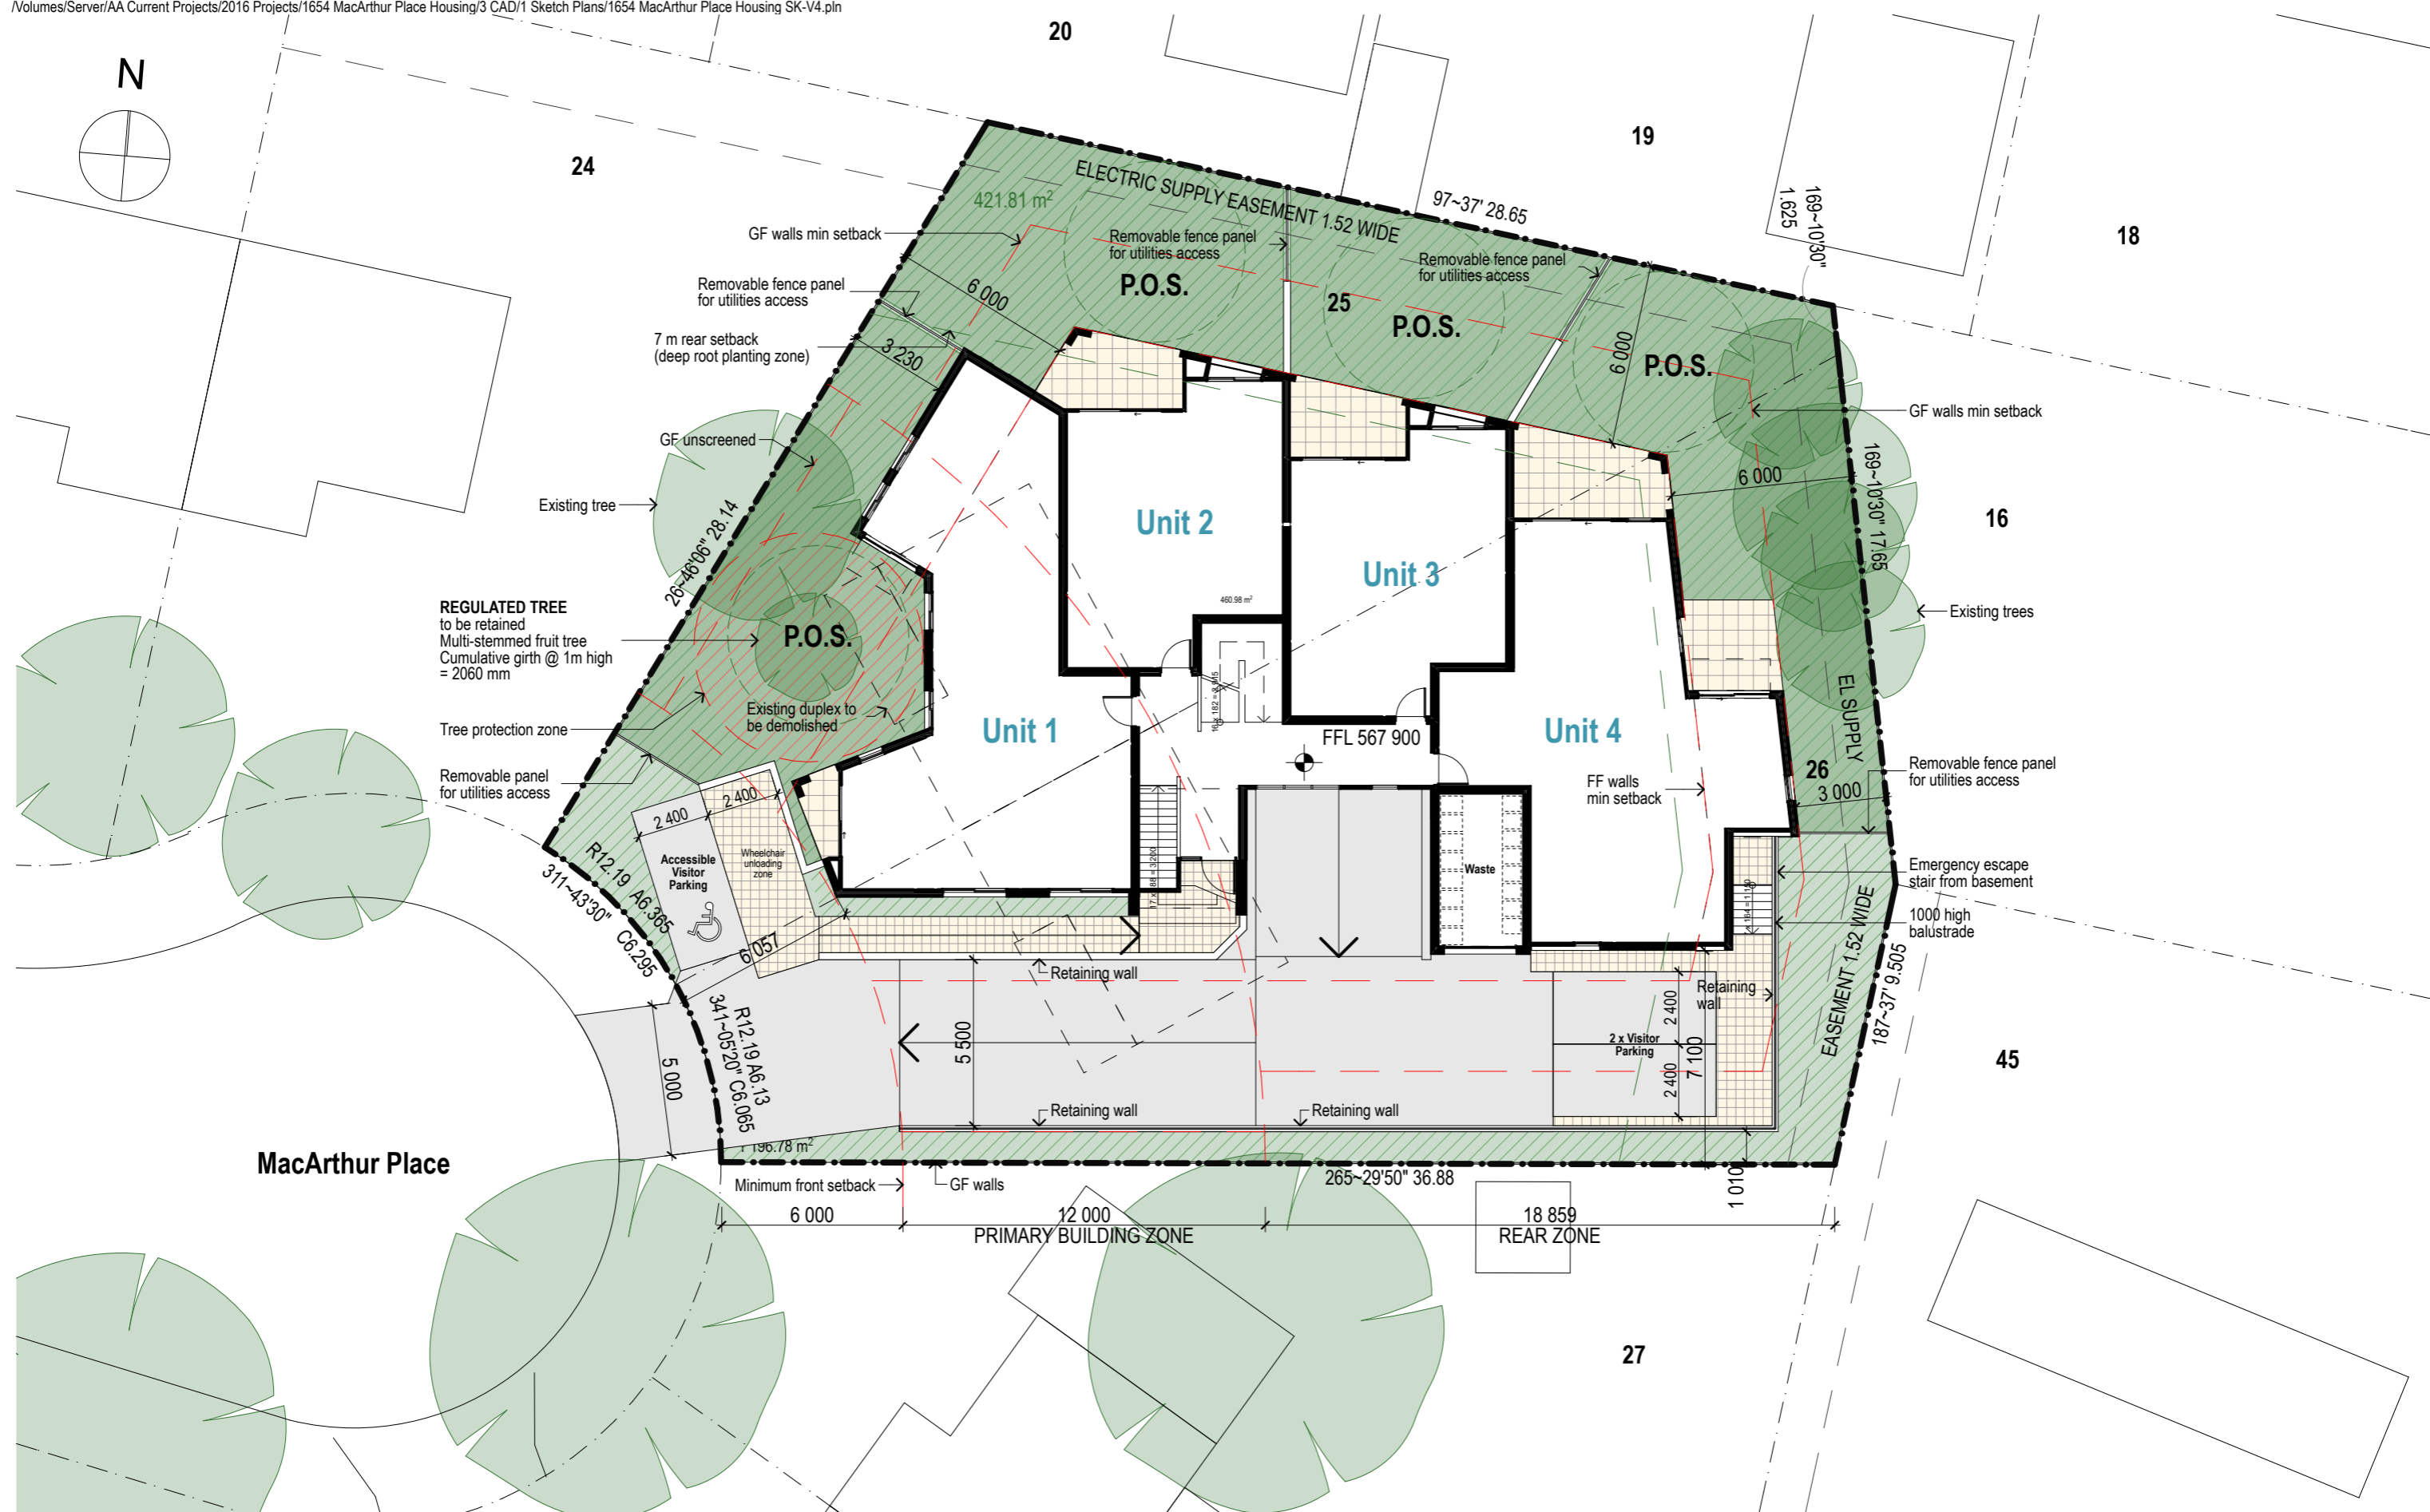 /Volumes/Server/AA Current Projects/2016 Projects/1654 MacArthur Place Housing/3 CAD/1 Sketch Plans/1654 MacArthur Place Housing SK-V4.pln
20
N
19
24
18
ELECTRIC SUPPLY EASEMENT 1.52 WIDE
421.81 m²
97~37' 28.65
169~10'30"
1.625
GF walls min setback
Removable fence panel
for utilities access
Removable fence panel
for utilities access
Removable fence panel
for utilities access
6 000
P.O.S.
25
P.O.S.
6 000
P.O.S.
7 m rear setback
(deep root planting zone)
3 230
GF walls min setback
GF unscreened
Existing tree
169~10'30" 17.65
6 000
16
Unit 2
Unit 3
26~46'06" 28.14
460.98 m²
REGULATED TREE
to be retained
Multi-stemmed fruit tree
Cumulative girth @ 1m high
= 2060 mm
P.O.S.
Existing trees
Tree protection zone
Existing duplex to
be demolished
Unit 1
FFL 567 900
Unit 4
EL SUPPLY
Removable panel
for utilities access
2 400
2 400
FF walls
min setback
26
3 000
Removable fence panel
for utilities access
Accessible
Visitor
Parking
Wheelchair
unloading
zone
17 x 188 = 3,200
Waste
Emergency escape
stair from basement
1000 high
balustrade
R12.19 A6.365
311~43'30" C6.295
6 057
EASEMENT 1.52 WIDE
187~37' 9.505
Retaining wall
Retaining
wall
R12.19 A6.13
341~05'20" C6.065
5 000
5 500
2 400
2 x Visitor
Parking
7 100
2 400
45
Retaining wall
Retaining wall
196.78 m²
MacArthur Place
Minimum front setback
GF walls
265~29'50" 36.88
1 010
6 000
12 000
PRIMARY BUILDING ZONE
18 859
REAR ZONE
27